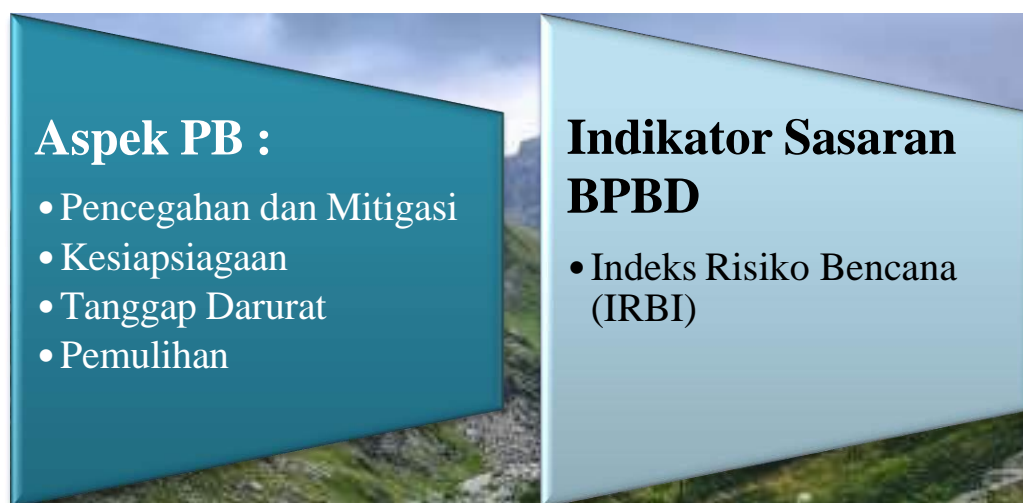 Aspek PB :
• Pencegahan dan Mitigasi
• Kesiapsiagaan
• Tanggap Darurat
• Pemulihan
Indikator Sasaran
BPBD
• Indeks Risiko Bencana
(IRBI)